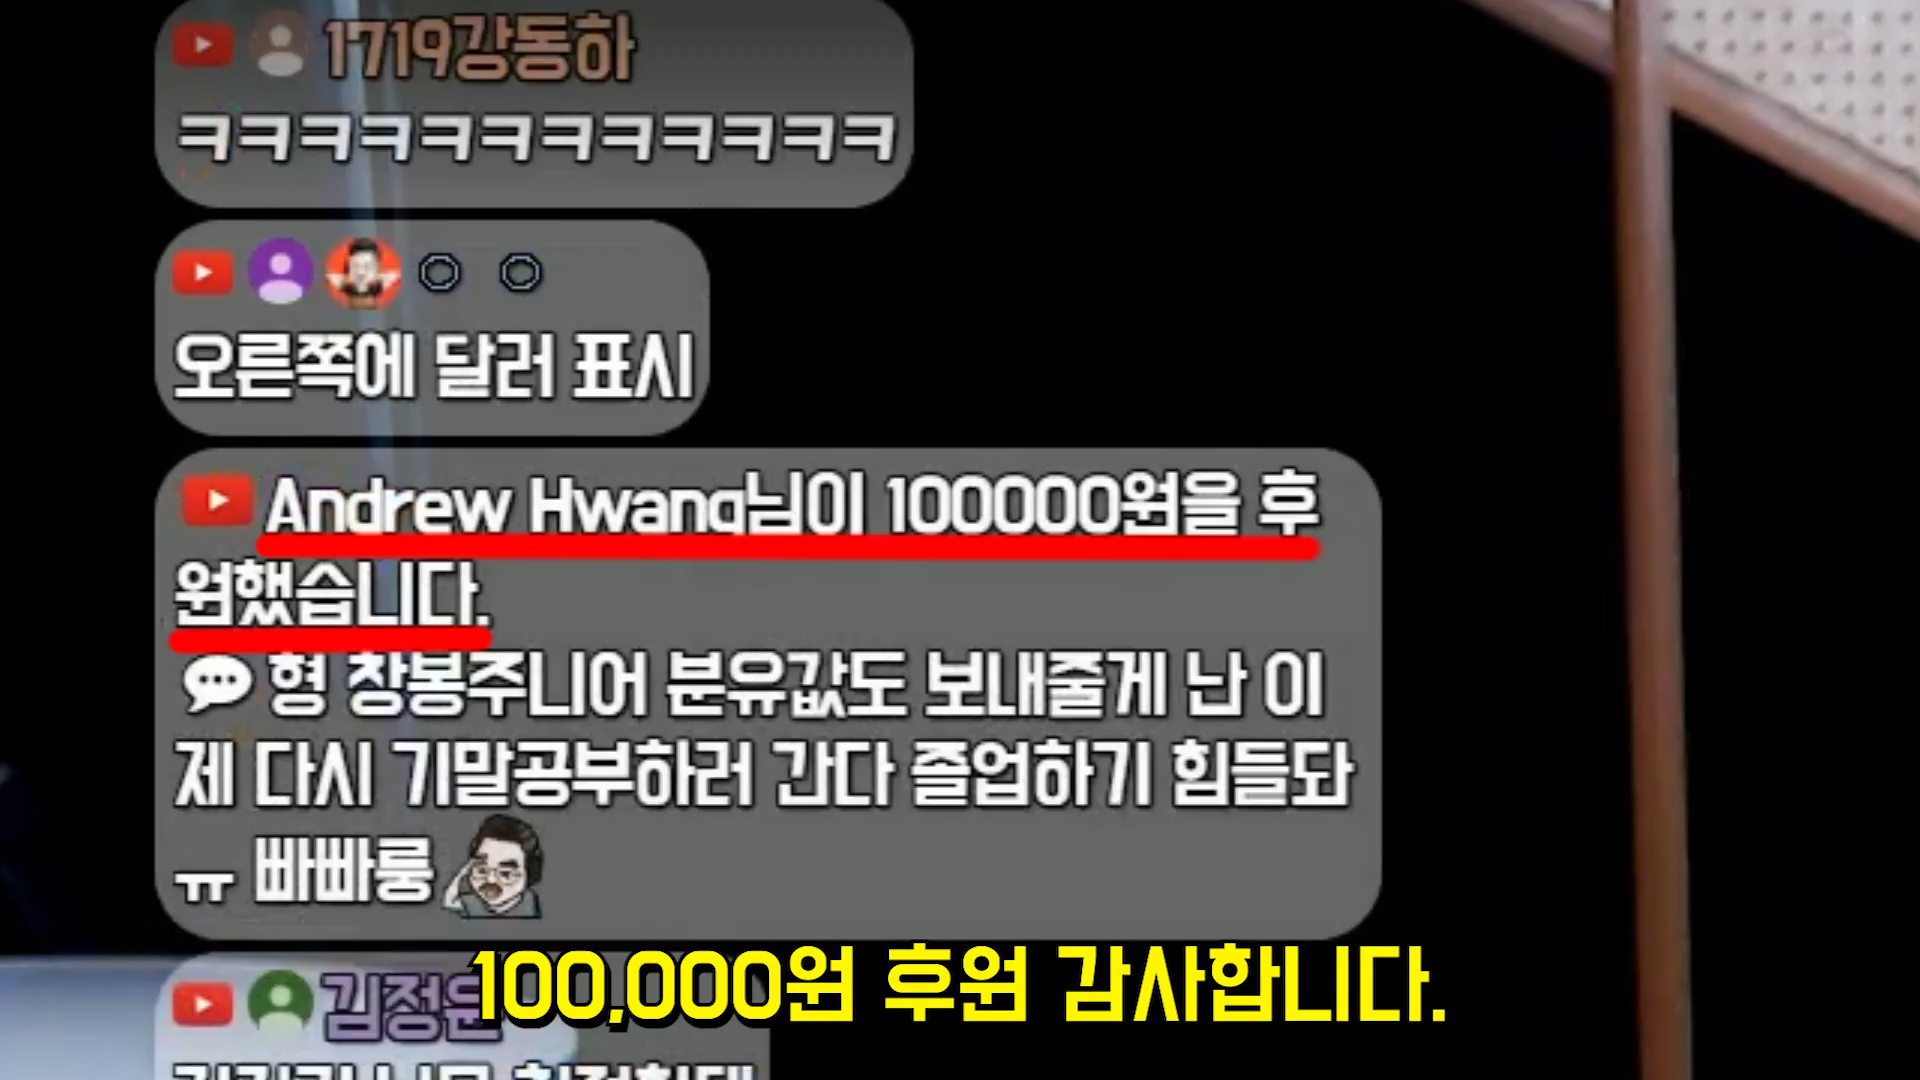 1719강동하
ㅋㅋㅋㅋㅋㅋㅋㅋㅋㅋㅋㅋ
ㅇ ㅇ
오른쪽에 달러 표시
Andrew Hwang님이 100000원을 후
원했습니다.
형 창봉주니어 분유값도 보내줄게 난 이
제 다시 기말공부하러 간다 졸업하기 힘들돠
ㅠ 빠빠룽
김정윤
100,000원 후원 감사합니다.